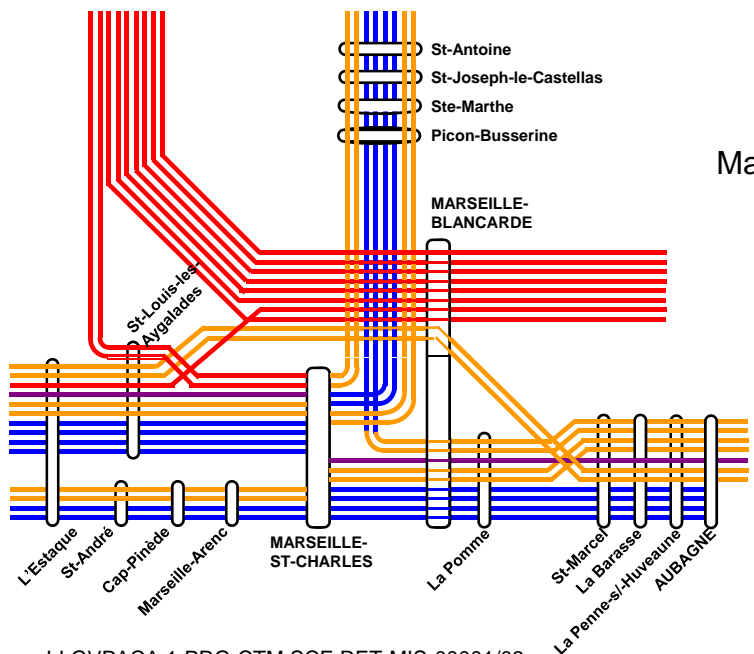 St-Antoine
St-Joseph-le-Castellas
Ste-Marthe
Picon-Busserine
Ma
MARSEILLE-
BLANCARDE
St-Louis-les-
Aygalades
L'Estaque
St-André
Cap-Pinède
Marseille-Arenc
MARSEILLE-
ST-CHARLES
La Pomme
St-Marcel
La Barasse
La Penne-s/-Huveaune
AUBAGNE